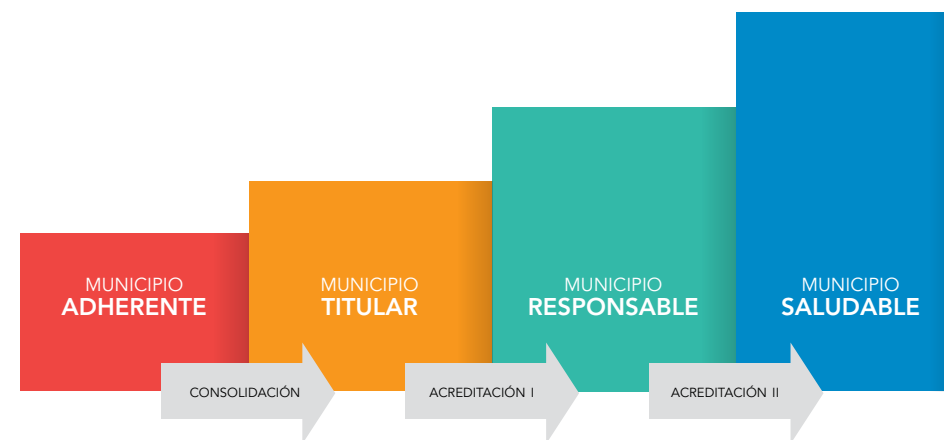 MUNICIPIO
ADHERENTE
MUNICIPIO
TITULAR
MUNICIPIO
RESPONSABLE
MUNICIPIO
SALUDABLE
CONSOLIDACIÓN
ACREDITACIÓN I
ACREDITACIÓN II